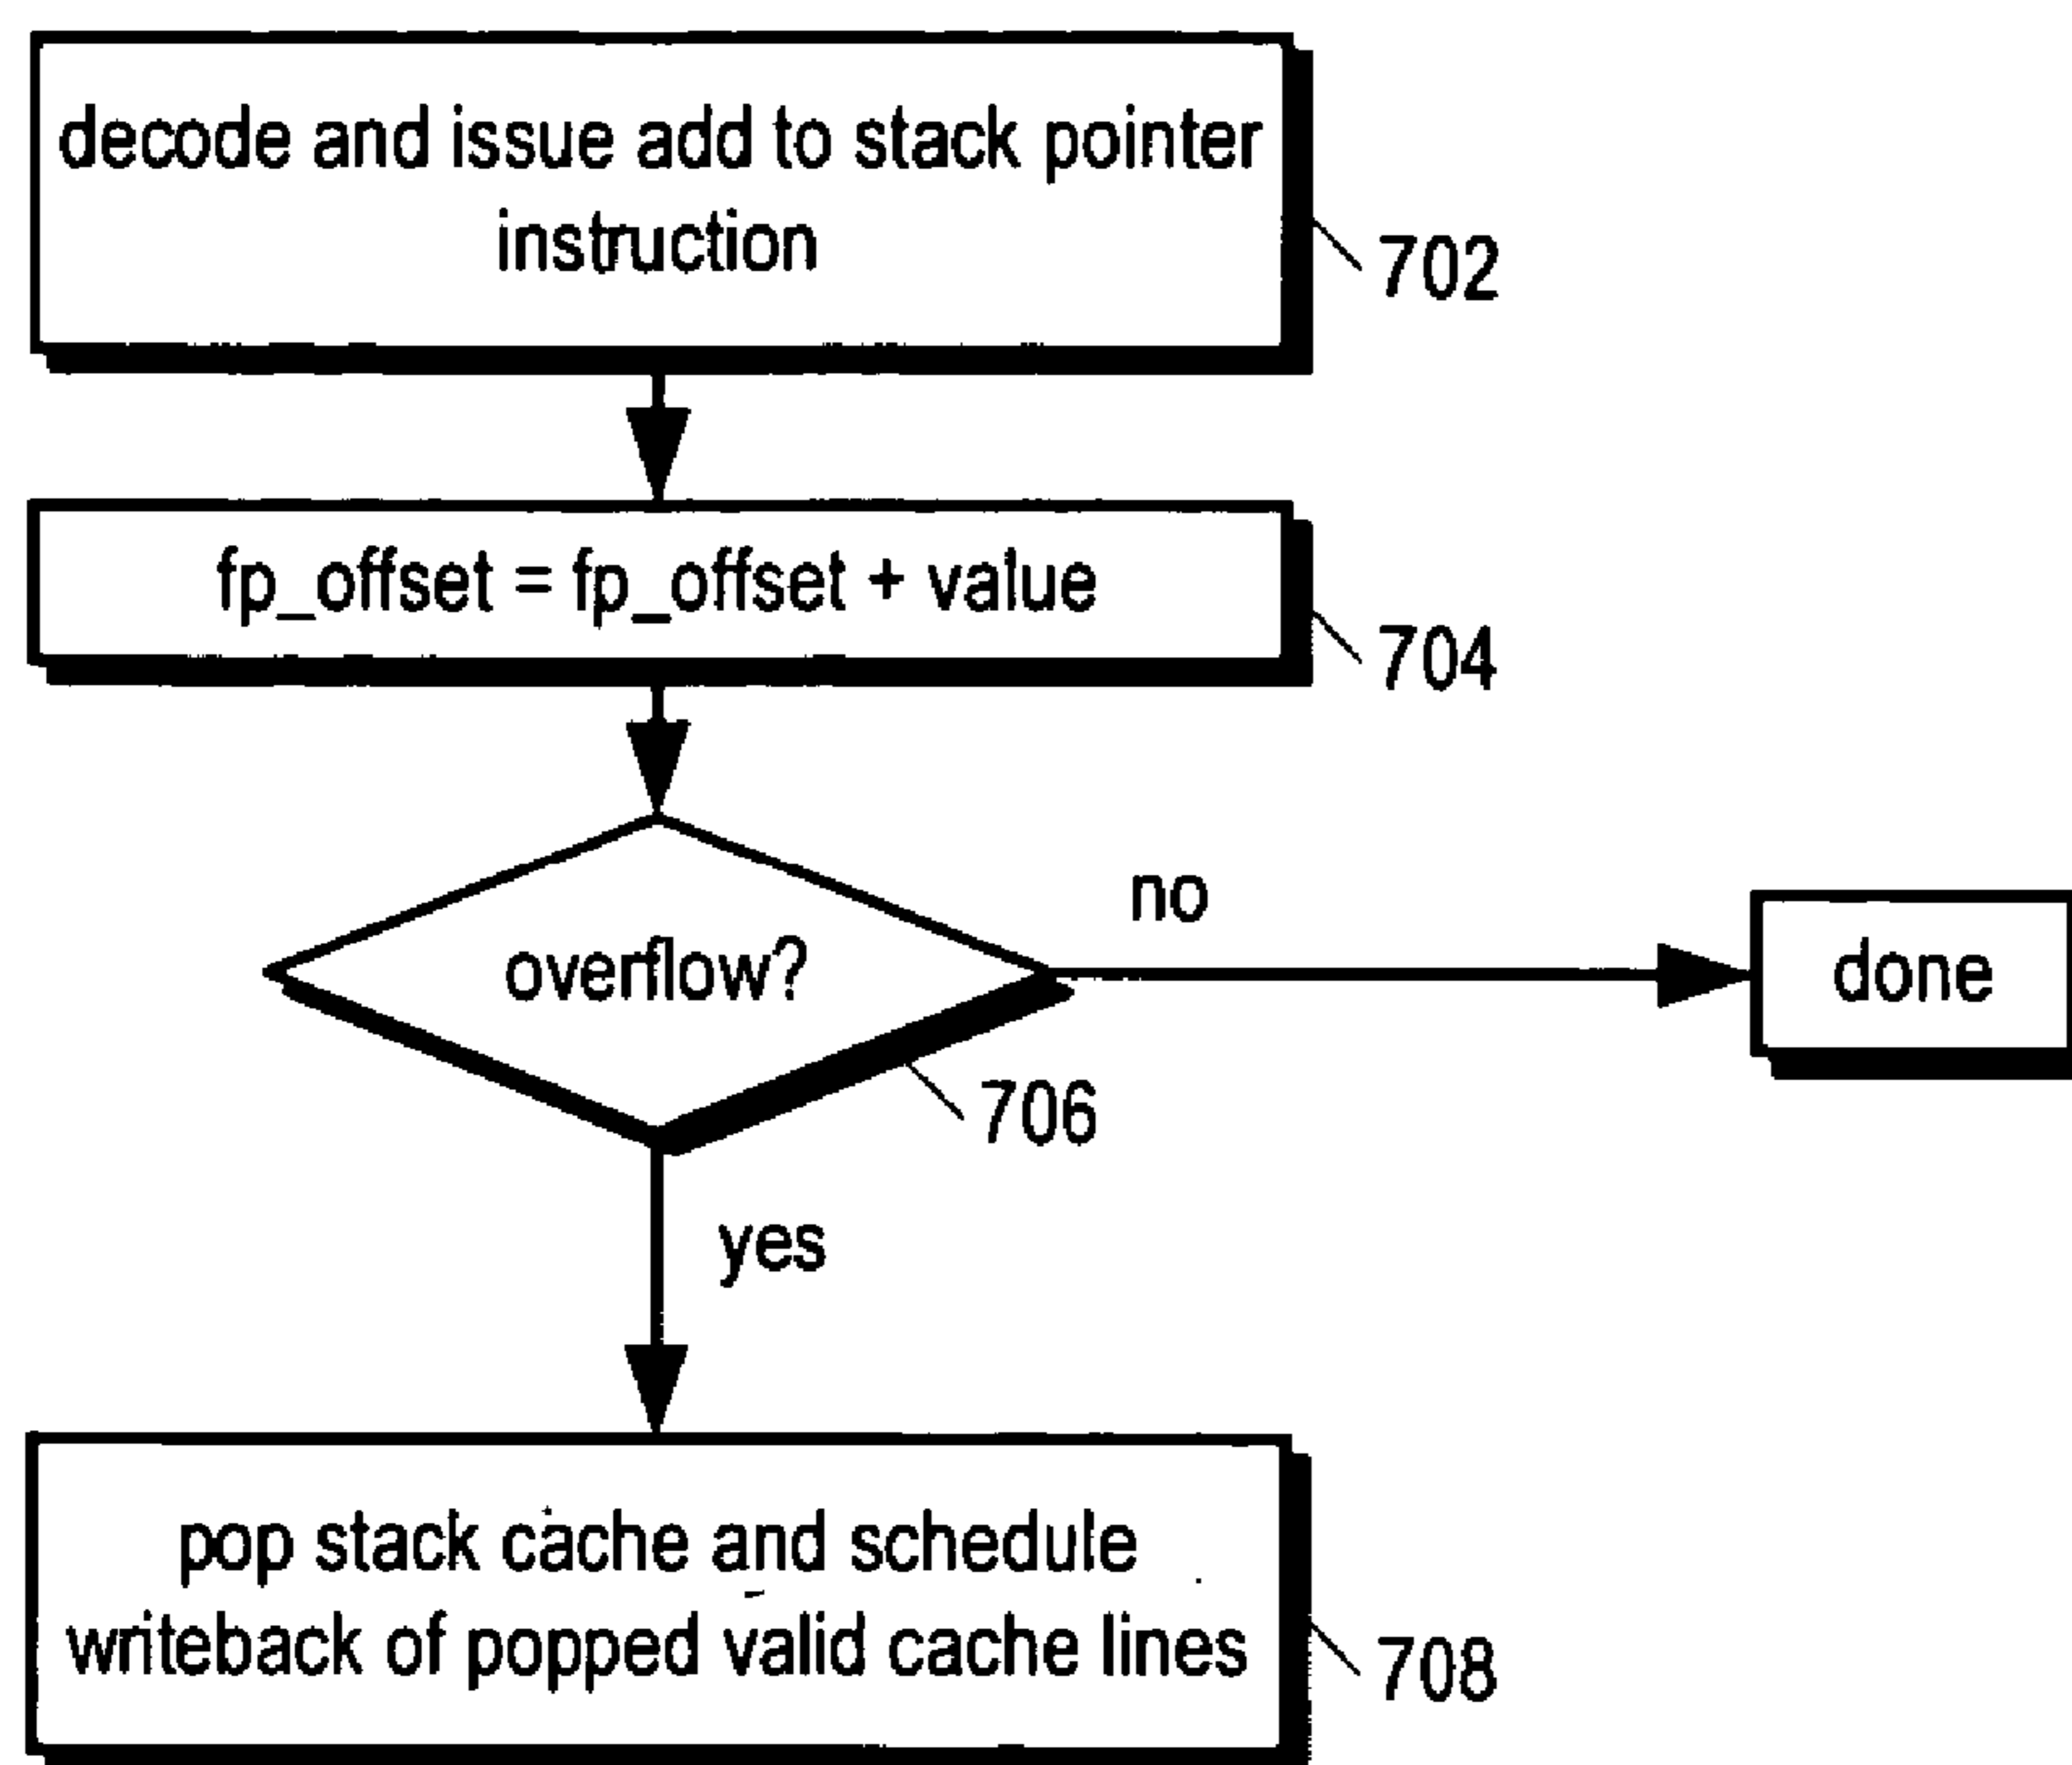 decode and issue add to stack pointer
instruction
702
fp_offset = fp_offset + value
704
no
overflow?
done
706
yes
pop stack cache and schedule
writeback of popped valid cache lines
708